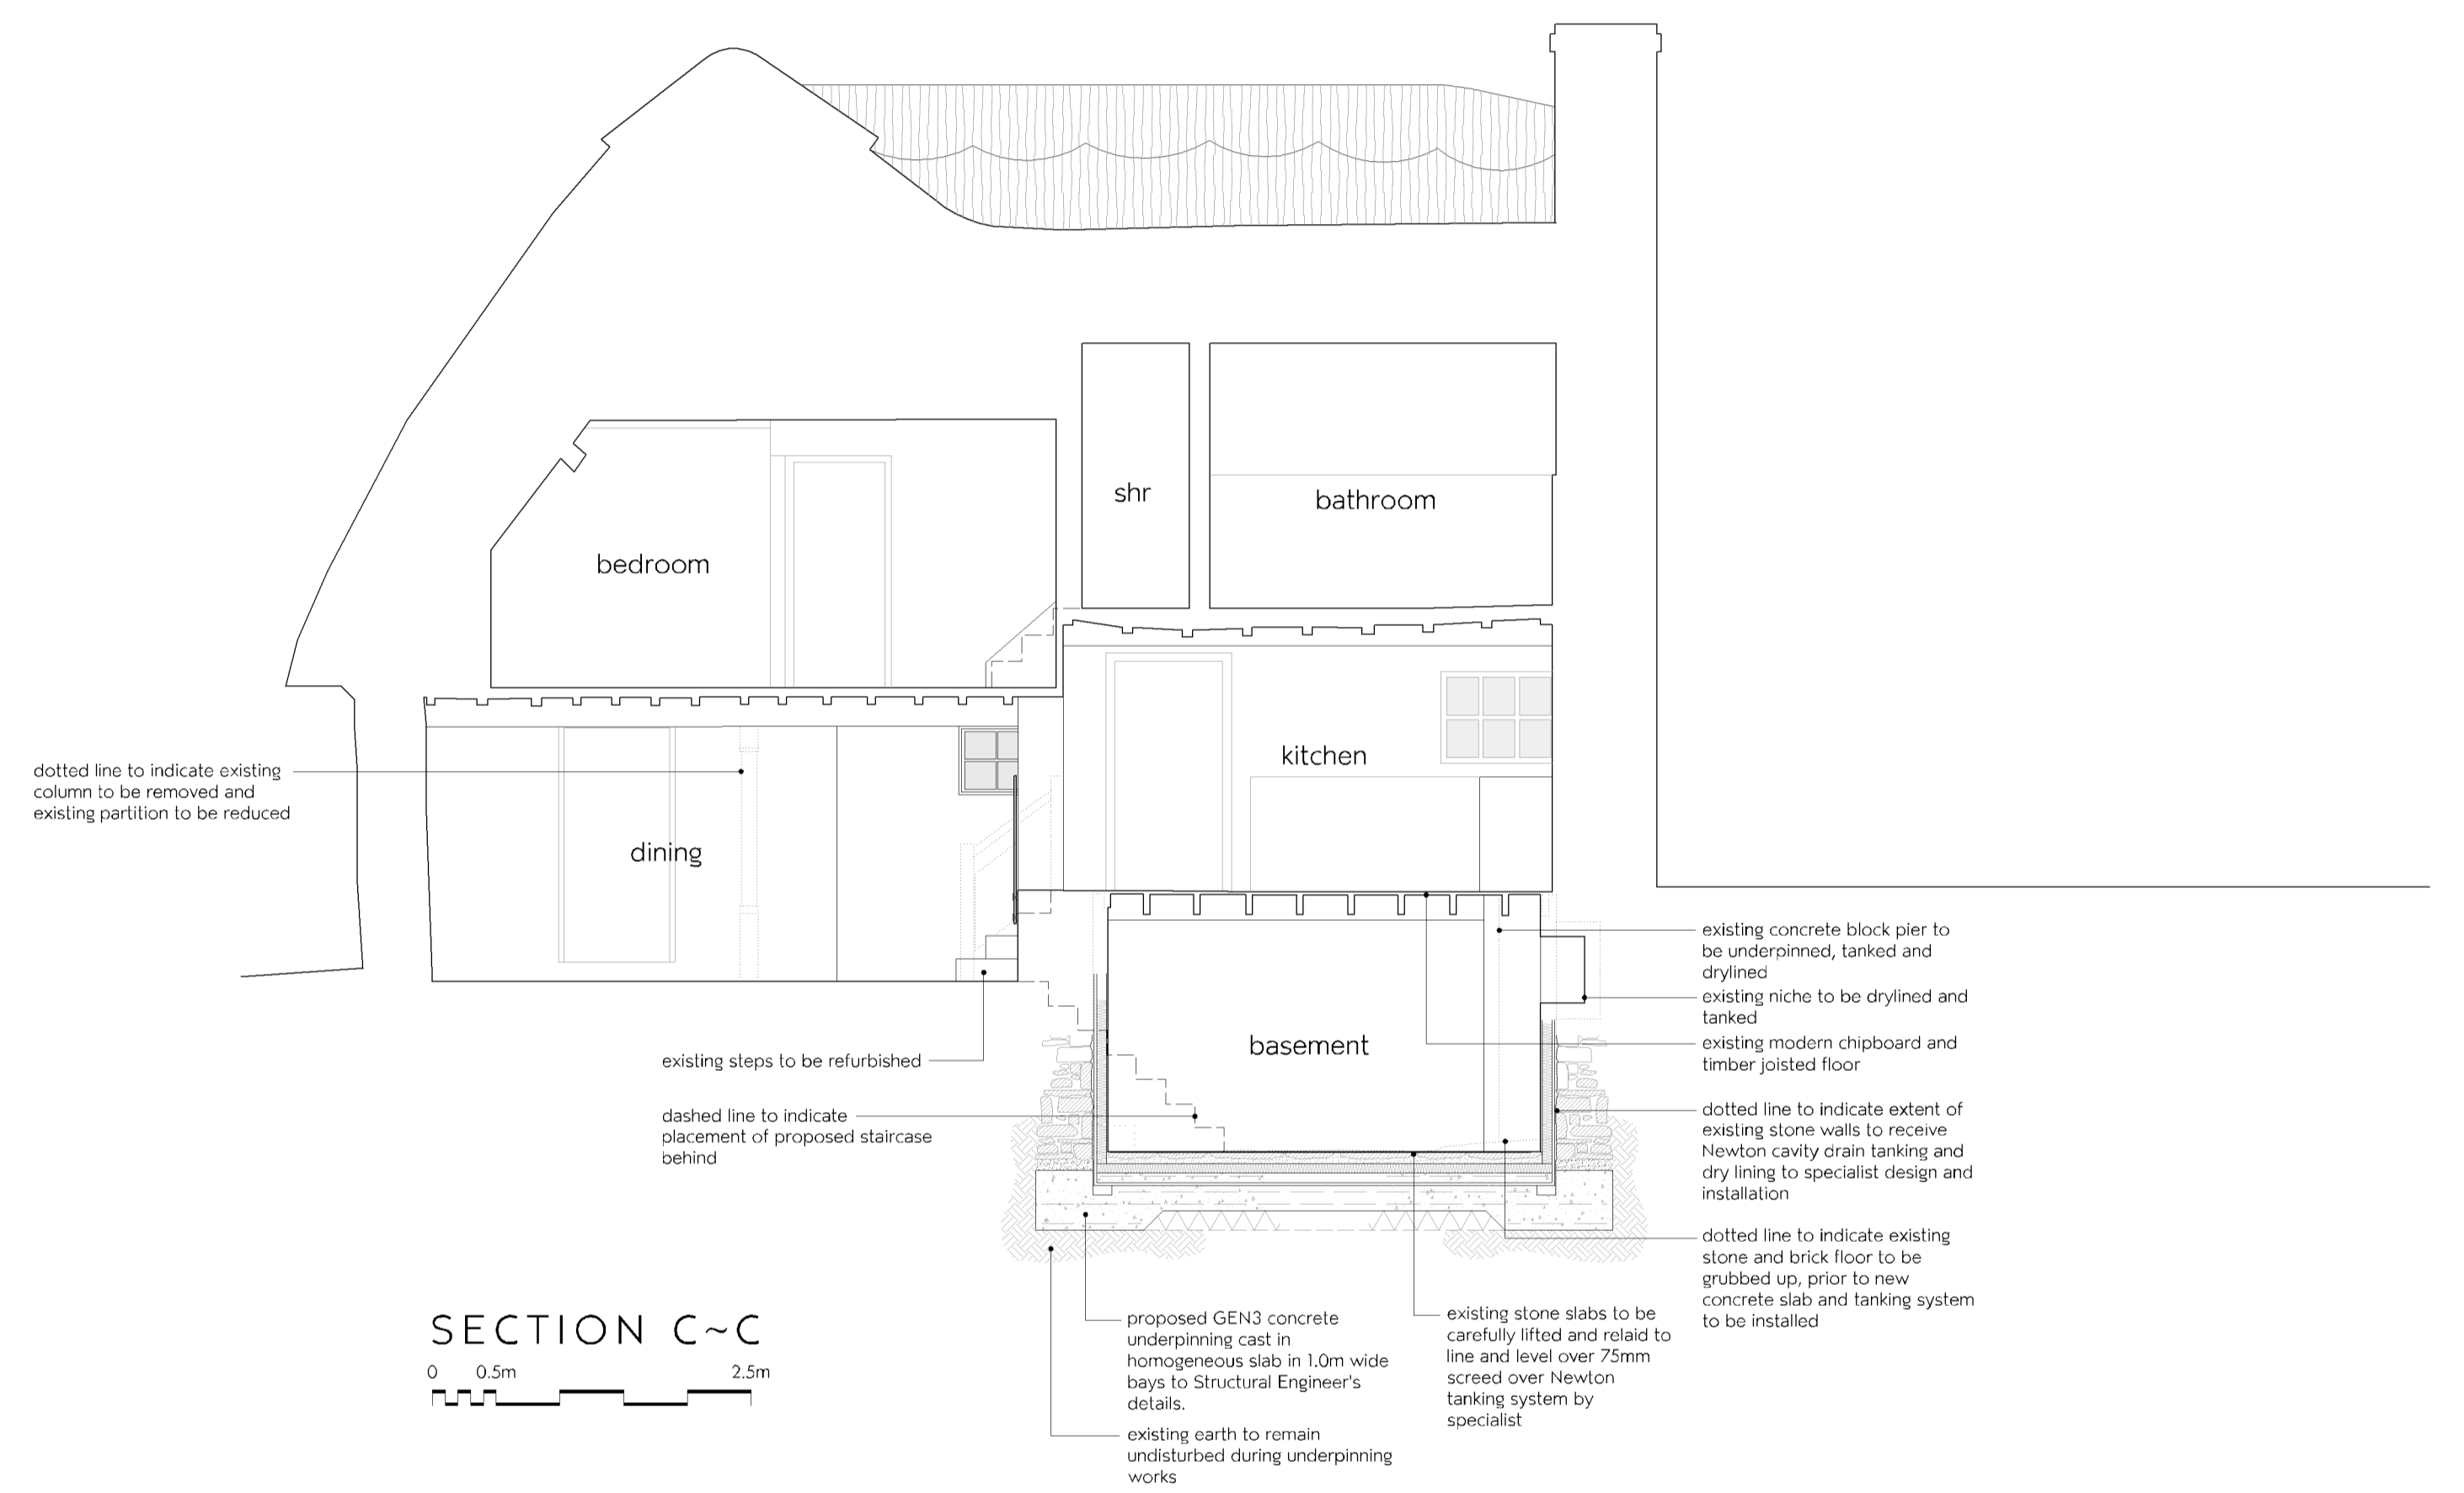 shr
bathroom
bedroom
kitchen
dotted line to indicate existing
column to be removed and
existing partition to be reduced
dining
existing concrete block pier to
be underpinned, tanked and
drylined
existing niche to be drylined and
tanked
basement
existing modern chipboard and
timber joisted floor
existing steps to be refurbished
dashed line to indicate
placement of proposed staircase
behind
dotted line to indicate extent of
existing stone walls to receive
Newton cavity drain tanking and
dry lining to specialist design and
installation
dotted line to indicate existing
stone and brick floor to be
grubbed up, prior to new
concrete slab and tanking system
to be installed
proposed GEN3 concrete
underpinning cast in
homogeneous slab in 1.0m wide
bays to Structural Engineer's
details.
existing stone slabs to be
carefully lifted and relaid to
line and level over 75mm
screed over Newton
tanking system by
specialist
existing earth to remain
undisturbed during underpinning
works
SECTION C~C
0 0.5m 2.5m